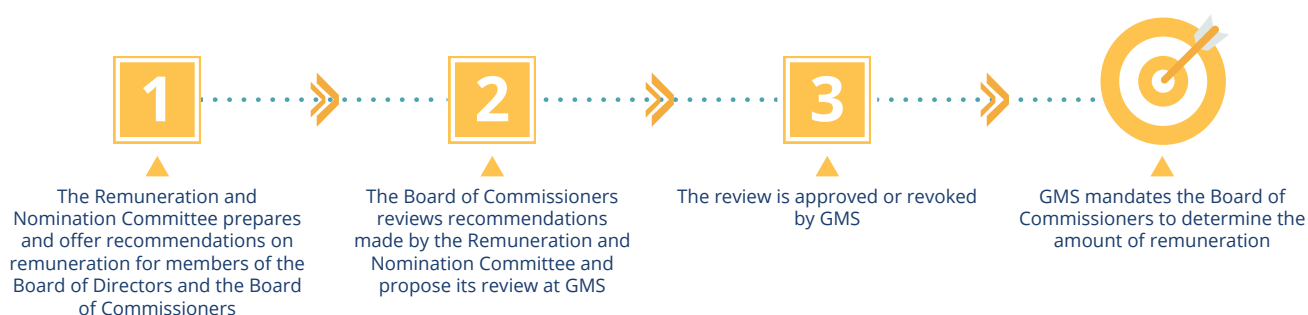 1
The Remuneration and
Nomination Committee prepares
and offer recommendations on
remuneration for members of the
Board of Directors and the Board
of Commissioners
2
The Board of Commissioners
reviews recommendations
made by the Remuneration and
Nomination Committee and
propose its review at GMS
3
The review is approved or revoked
by GMS
GMS mandates the Board of
Commissioners to determine the
amount of remuneration